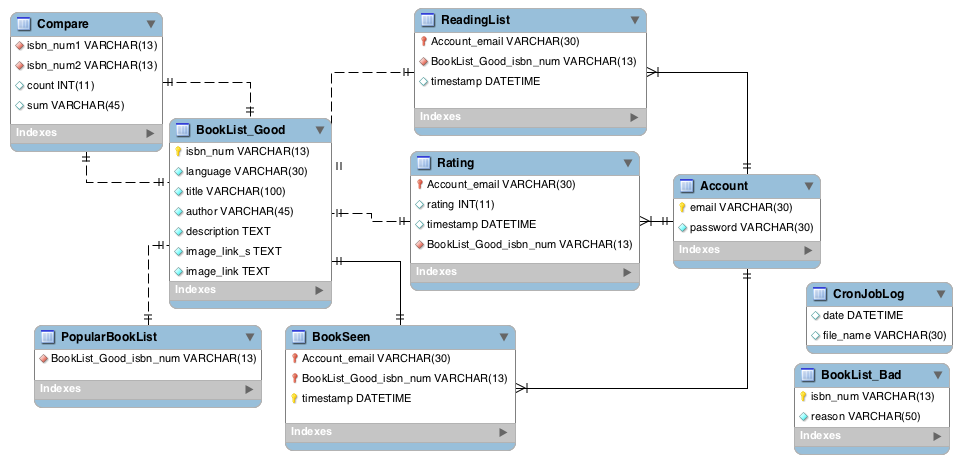 Compare
isbn_num1 VARCHAR(13)
isbn_num2 VARCHAR(13)
count INT(11)
sum VARCHAR(45)
Indexes
BookList_Good
isbn_num VARCHAR(13)
language VARCHAR(30)
title VARCHAR(100)
author VARCHAR(45)
description TEXT
image_link_s TEXT
image_link TEXT
Indexes
PopularBookList
BookList_Good_isbn_num VARCHAR(13)
Indexes
ReadingList
Account_email VARCHAR(30)
BookList_Good_isbn_num VARCHAR(13)
timestamp DATETIME
Indexes
Rating
Account_email VARCHAR(30)
rating INT(11)
timestamp DATETIME
BookList_Good_isbn_num VARCHAR(13)
Indexes
BookSeen
Account_email VARCHAR(30)
BookList_Good_isbn_num VARCHAR(13)
timestamp DATETIME
Indexes
Account
email VARCHAR(30)
password VARCHAR(30)
Indexes
CronJobLog
date DATETIME
file_name VARCHAR(30)
BookList_Bad
isbn_num VARCHAR(13)
reason VARCHAR(50)
Indexes